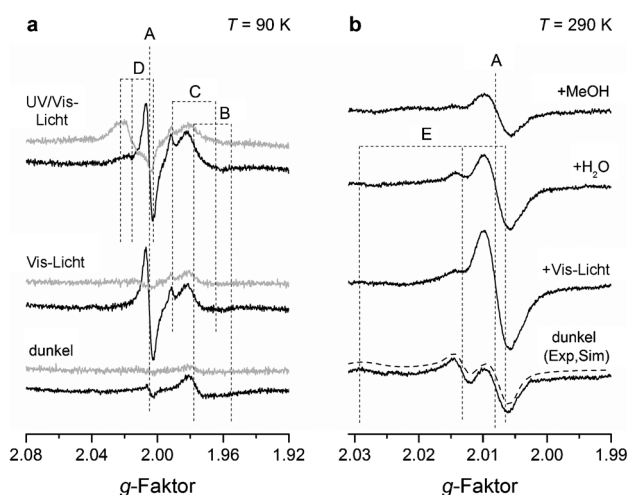 a
A
T = 90 K
D
C
B
UV/Vis-
Licht
Vis-Licht
dunkel
2.08
2.04
2.00
1.96
1.92
g-Faktor
b
T = 290 K
A
+MeOH
E
+H₂O
+Vis-Licht
dunkel
(Exp,Sim)
2.03
2.02
2.01
2.00
1.99
g-Faktor